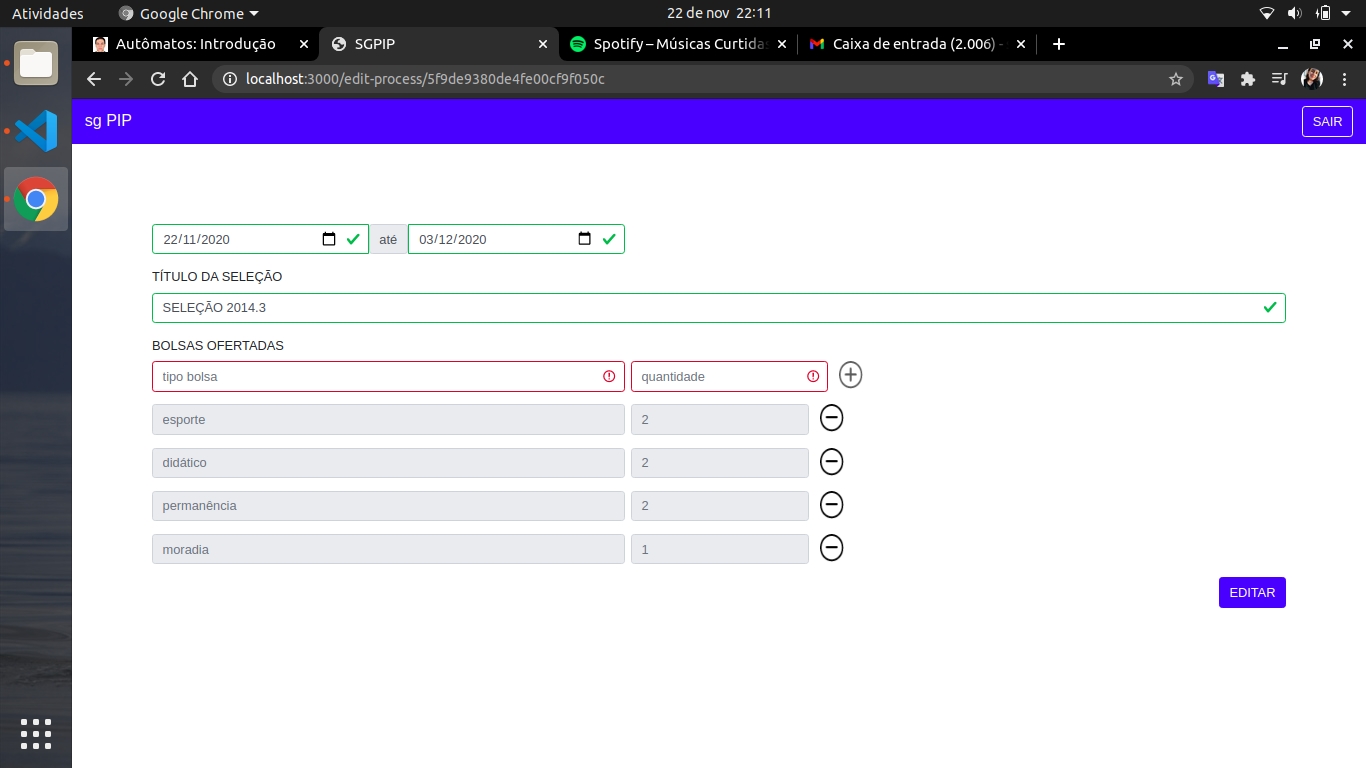 Atividades Google Chrome 22 de nov 22:11
Autômatos: Introdução SGPIP Spotify – Músicas Curtidas Caixa de entrada (2.006) -
localhost:3000/edit-process/5f9de9380de4fe00cf9f050c
sg PIP SAIR
22/11/2020 até 03/12/2020
TÍTULO DA SELEÇÃO
SELEÇÃO 2014.3
BOLSAS OFERTADAS
tipo bolsa quantidade
esporte 2
didático 2
permanência 2
moradia 1
EDITAR